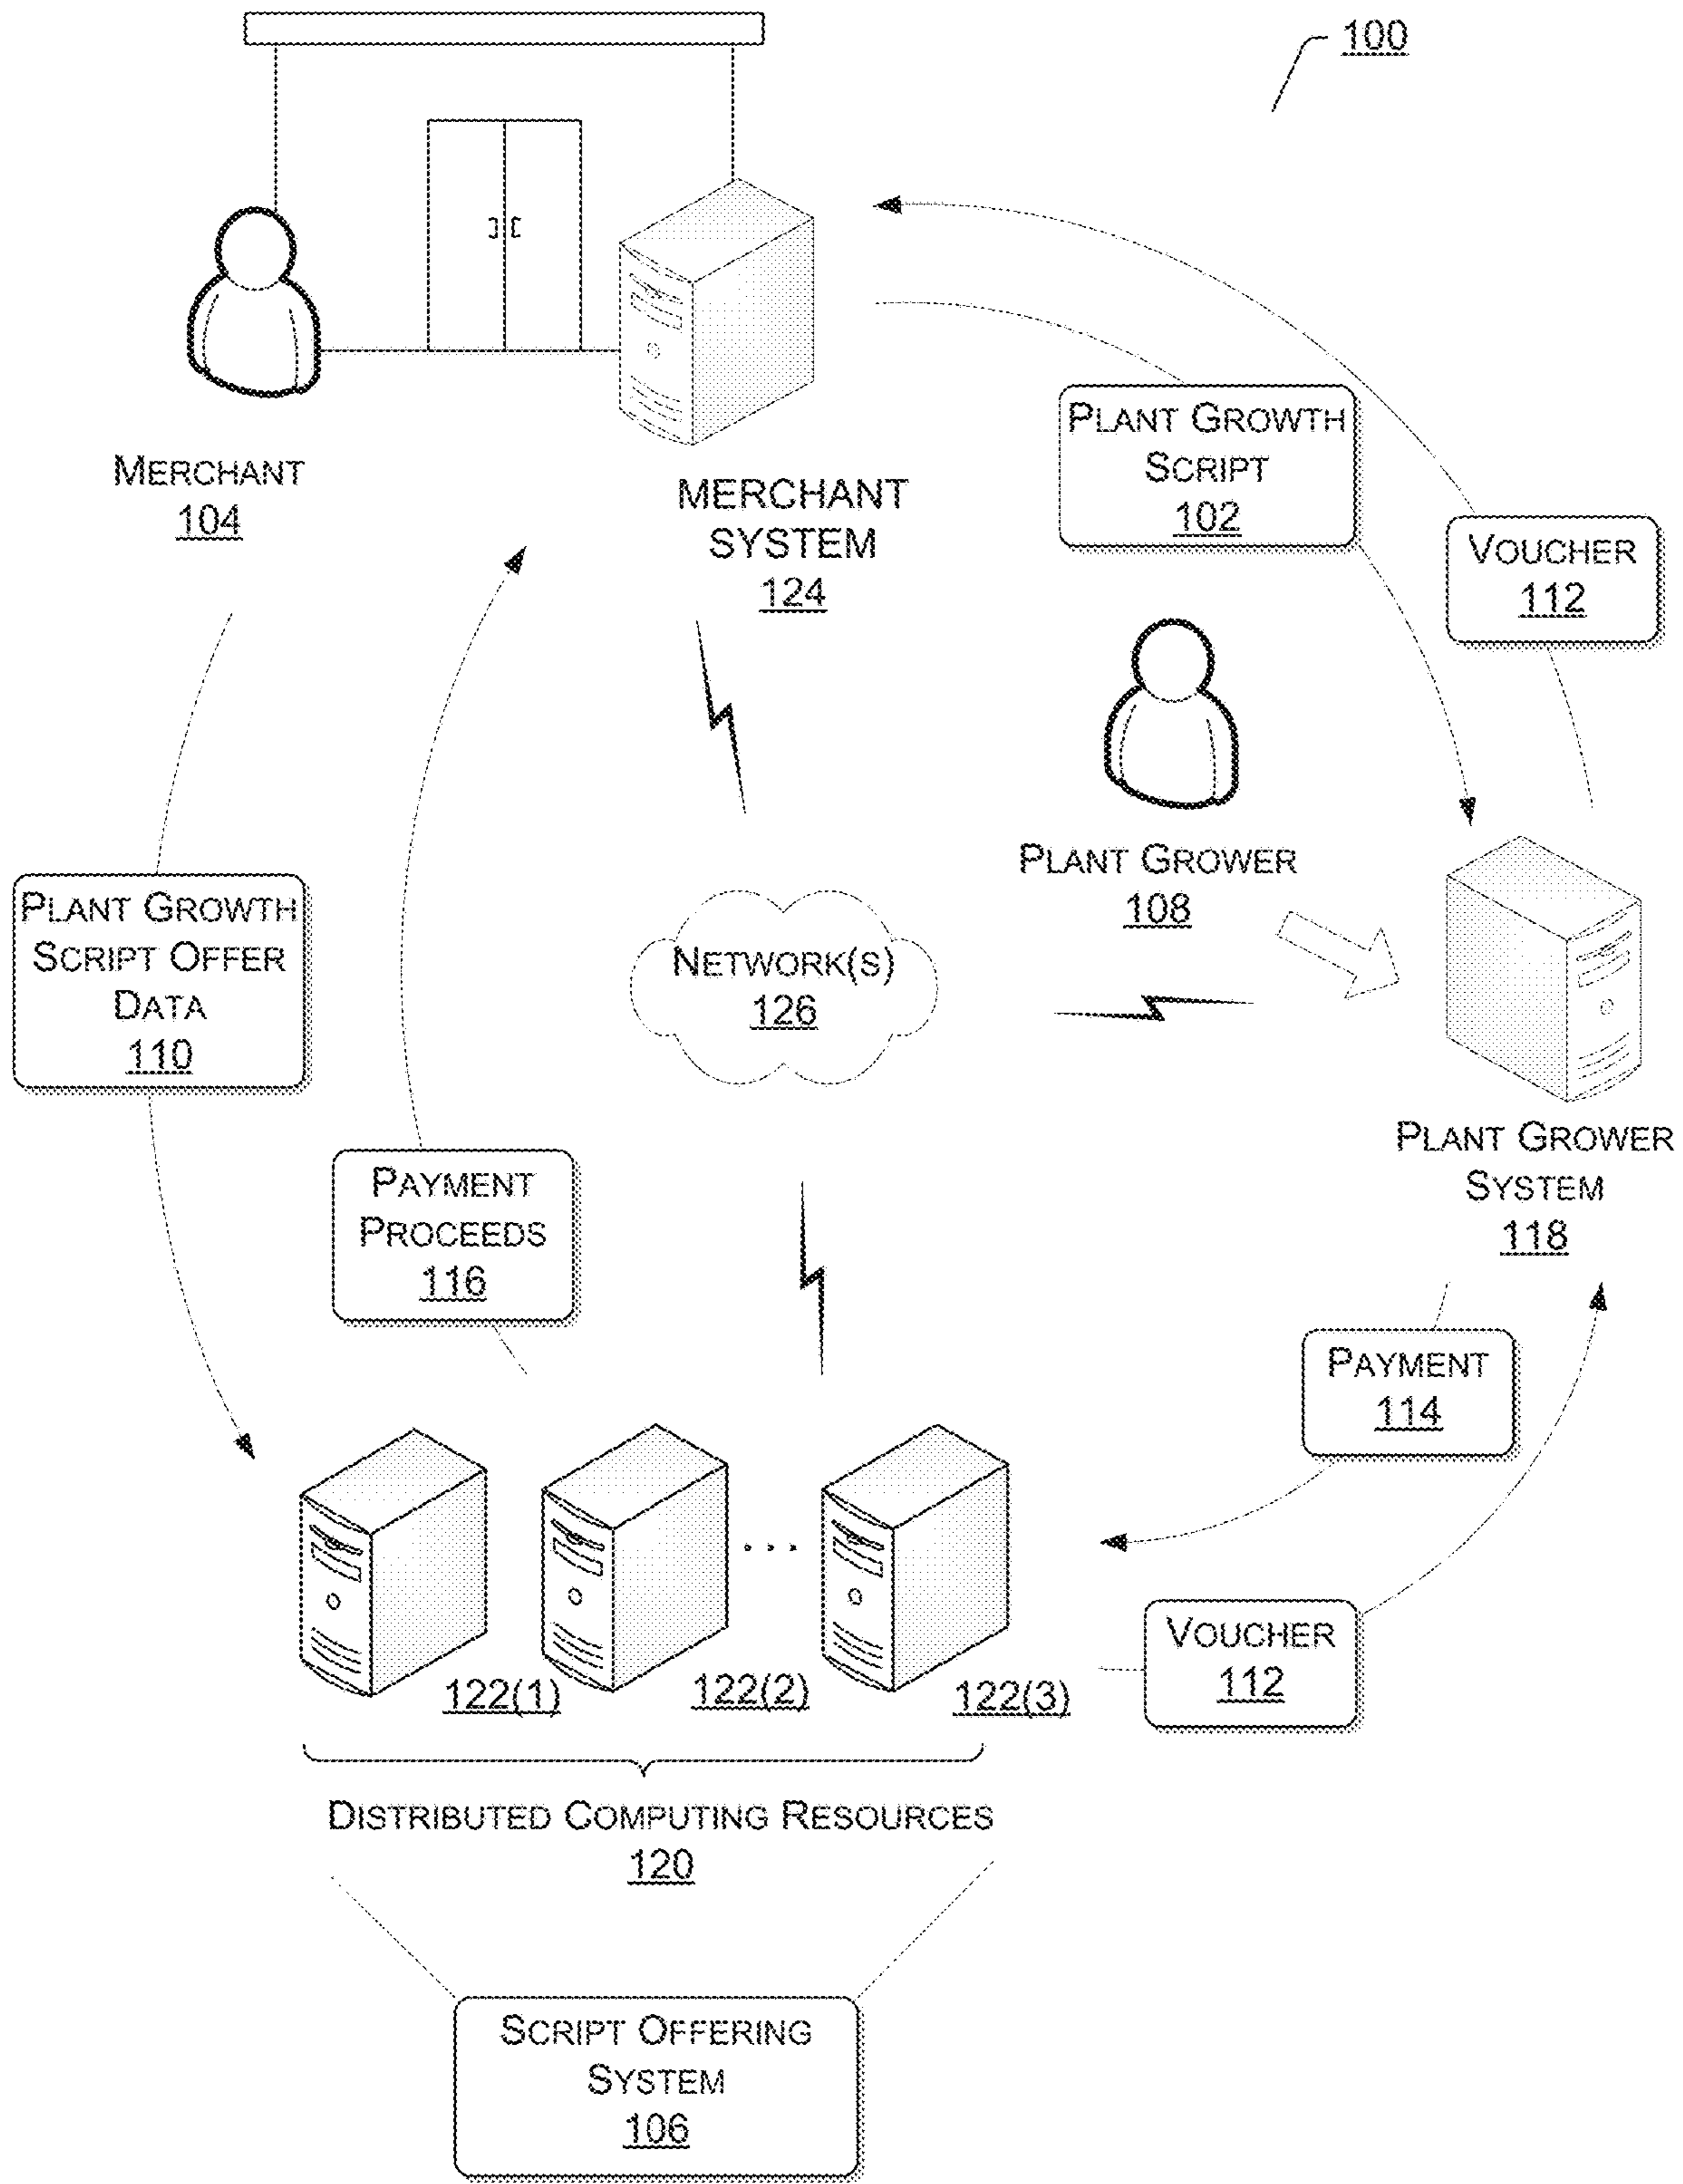 100
MERCHANT
104
MERCHANT
SYSTEM
124
PLANT GROWTH
SCRIPT
102
VOUCHER
112
PLANT GROWER
108
PLANT GROWTH
SCRIPT OFFER
DATA
110
NETWORK(S)
126
PLANT GROWER
SYSTEM
118
PAYMENT
PROCEEDS
116
PAYMENT
114
VOUCHER
112
122(1)
122(2)
...
122(3)
DISTRIBUTED COMPUTING RESOURCES
120
SCRIPT OFFERING
SYSTEM
106